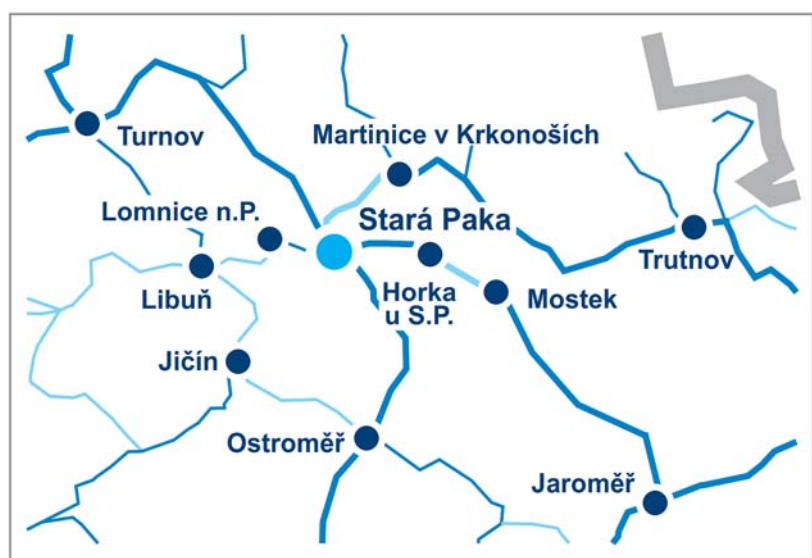 Turnov
Martinice v Krkonoších
Lomnice n.P.
Stará Paka
Trutnov
Libuň
Horka
u S.P.
Mostek
Jičín
Ostroměř
Jaroměř